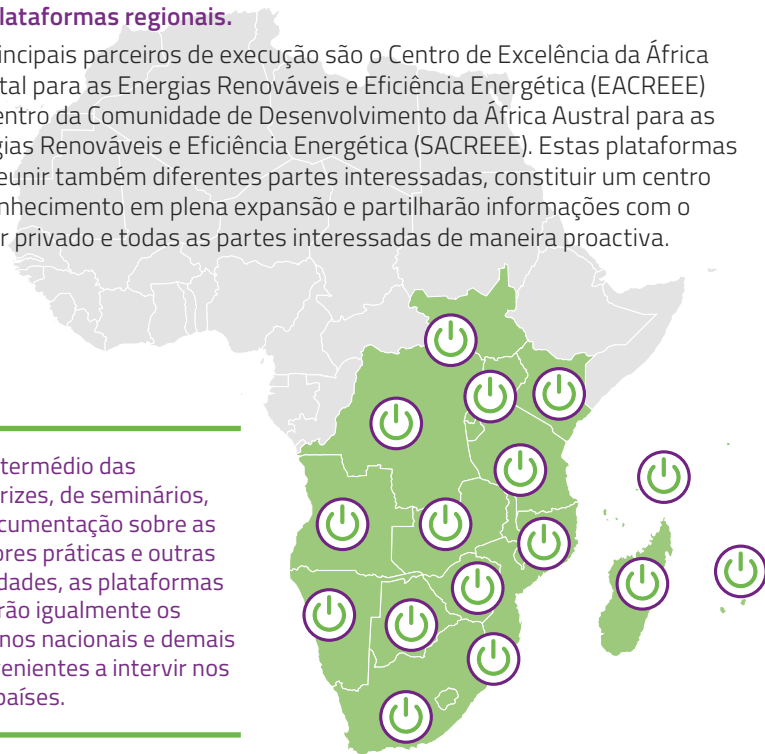 lataformas regionais.
incipais parceiros de execução são o Centro de Excelência da África
tal para as Energias Renováveis e Eficiência Energética (EACREEE)
entro da Comunidade de Desenvolvimento da África Austral para as
gias Renováveis e Eficiência Energética (SACREEE). Estas plataformas
eunir também diferentes partes interessadas, constituir um centro
nhecimento em plena expansão e partilharão informações com o
r privado e todas as partes interessadas de maneira proactiva.
termédio das
rizes, de seminários,
cumentação sobre as
ores práticas e outras
dades, as plataformas
rão igualmente os
nos nacionais e demais
venientes a intervir nos
países.